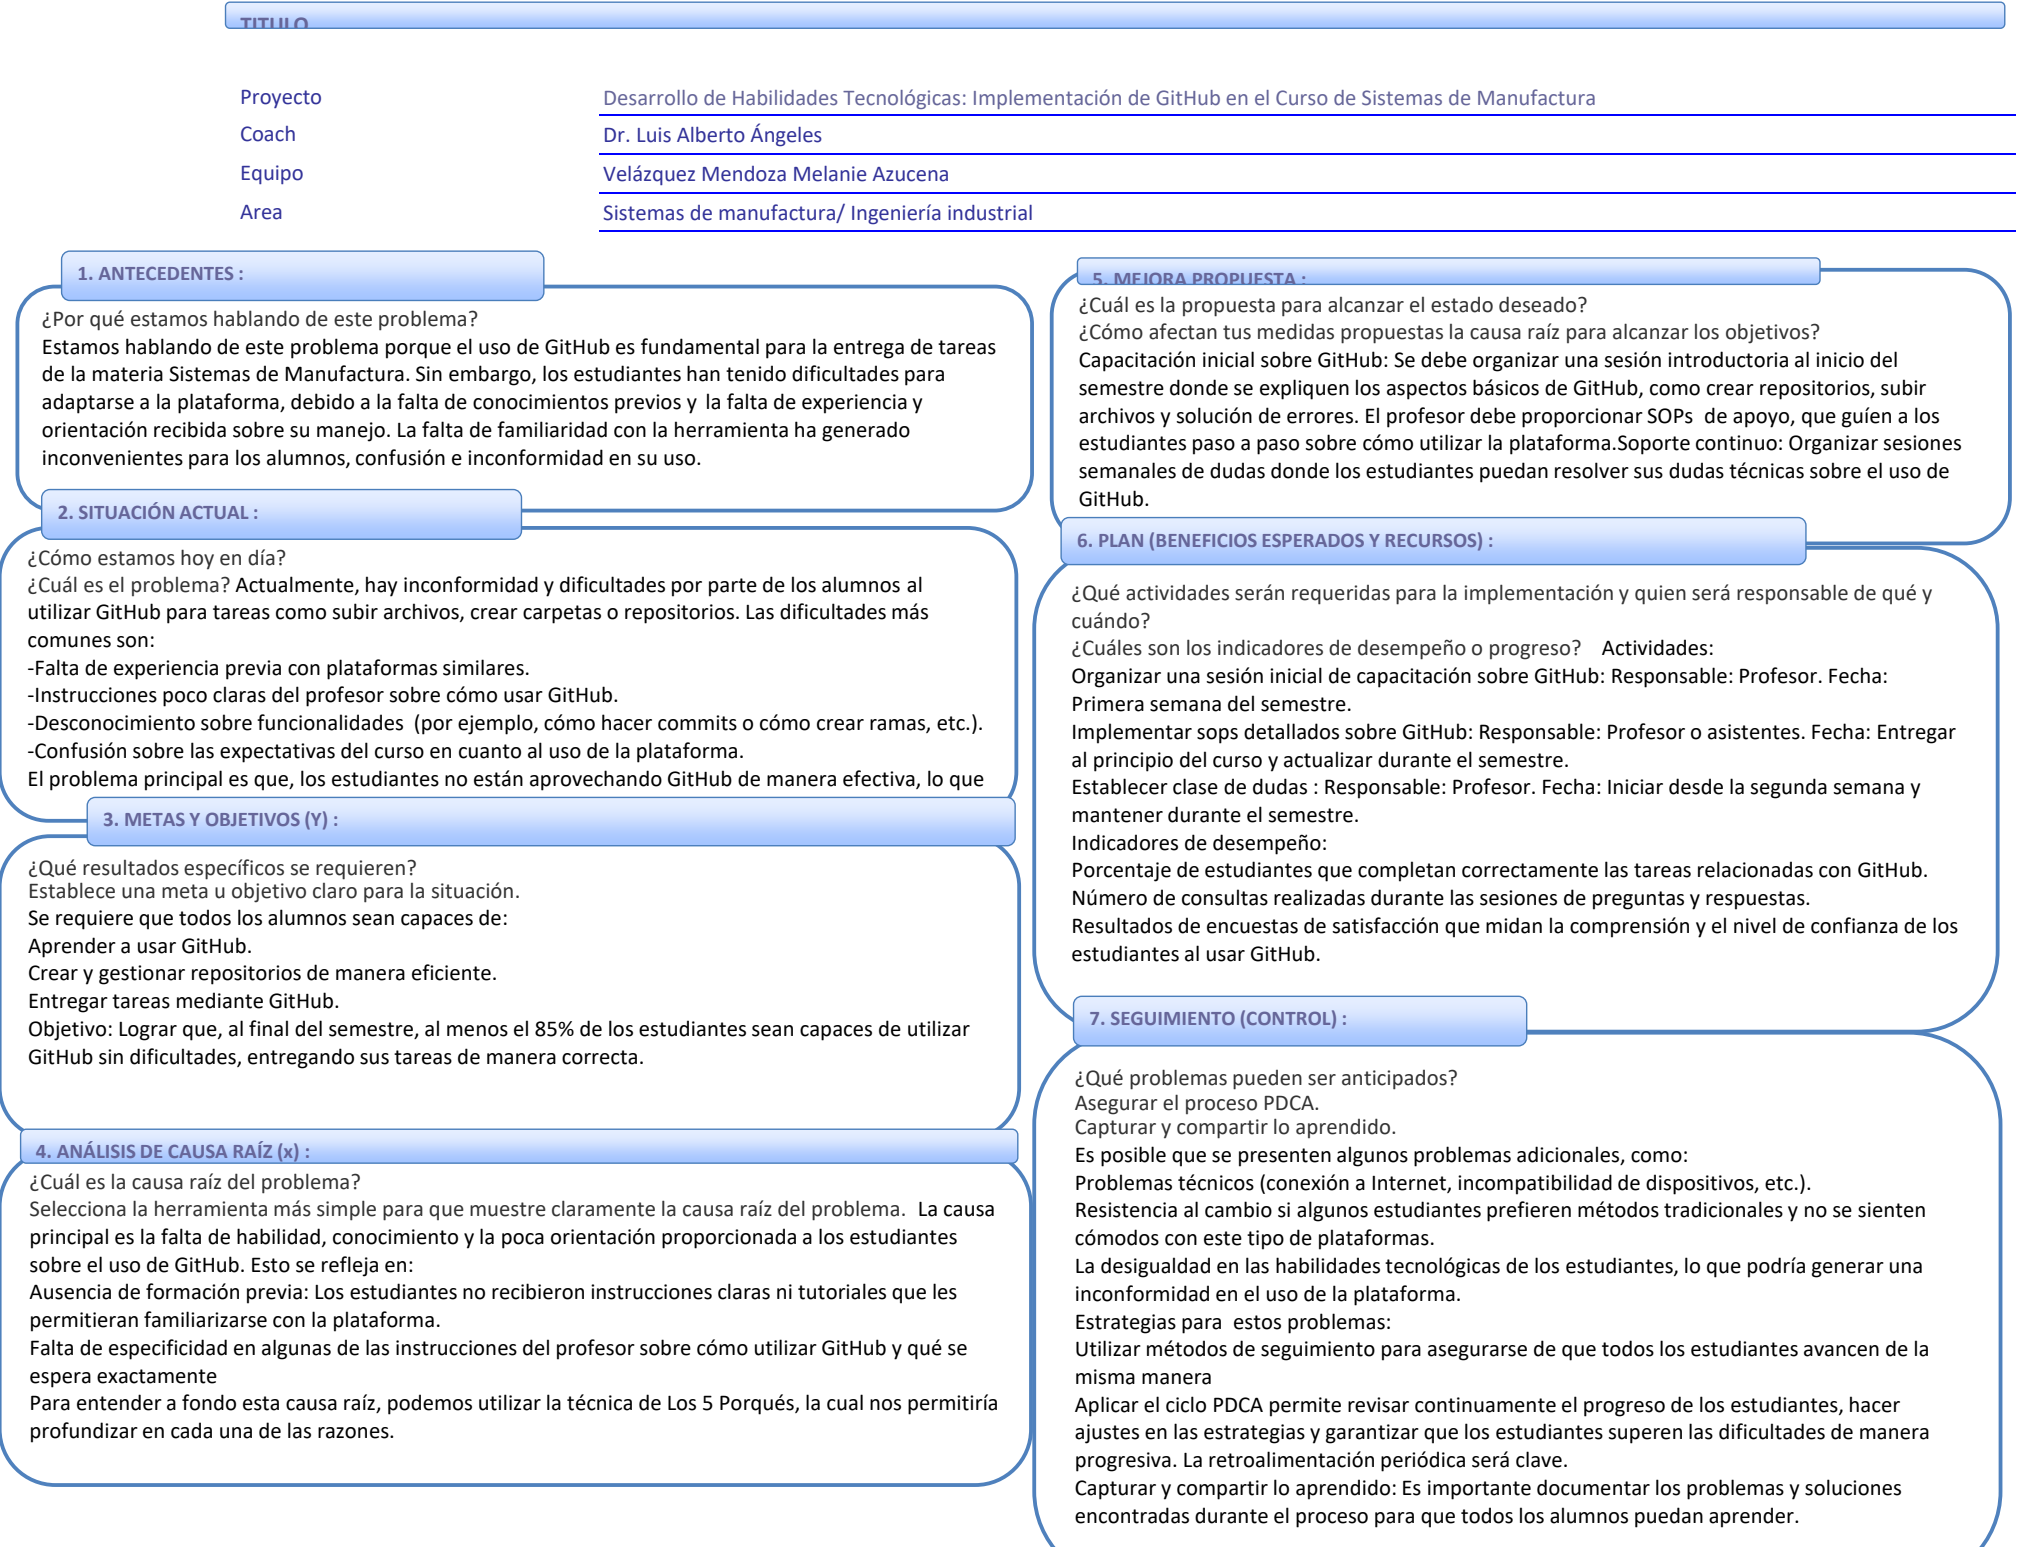 TITULO
Proyecto Desarrollo de Habilidades Tecnológicas: Implementación de GitHub en el Curso de Sistemas de Manufactura
Coach Dr. Luis Alberto Ángeles
Equipo Velázquez Mendoza Melanie Azucena
Area Sistemas de manufactura/ Ingeniería industrial
1. ANTECEDENTES :
¿Por qué estamos hablando de este problema?
Estamos hablando de este problema porque el uso de GitHub es fundamental para la entrega de tareas
de la materia Sistemas de Manufactura. Sin embargo, los estudiantes han tenido dificultades para
adaptarse a la plataforma, debido a la falta de conocimientos previos y la falta de experiencia y
orientación recibida sobre su manejo. La falta de familiaridad con la herramienta ha generado
inconvenientes para los alumnos, confusión e inconformidad en su uso.
2. SITUACIÓN ACTUAL :
¿Cómo estamos hoy en día?
¿Cuál es el problema? Actualmente, hay inconformidad y dificultades por parte de los alumnos al
utilizar GitHub para tareas como subir archivos, crear carpetas o repositorios. Las dificultades más
comunes son:
-Falta de experiencia previa con plataformas similares.
-Instrucciones poco claras del profesor sobre cómo usar GitHub.
-Desconocimiento sobre funcionalidades (por ejemplo, cómo hacer commits o cómo crear ramas, etc.).
-Confusión sobre las expectativas del curso en cuanto al uso de la plataforma.
El problema principal es que, los estudiantes no están aprovechando GitHub de manera efectiva, lo que
3. METAS Y OBJETIVOS (Y) :
¿Qué resultados específicos se requieren?
Establece una meta u objetivo claro para la situación.
Se requiere que todos los alumnos sean capaces de:
Aprender a usar GitHub.
Crear y gestionar repositorios de manera eficiente.
Entregar tareas mediante GitHub.
Objetivo: Lograr que, al final del semestre, al menos el 85% de los estudiantes sean capaces de utilizar
GitHub sin dificultades, entregando sus tareas de manera correcta.
4. ANÁLISIS DE CAUSA RAÍZ (x) :
¿Cuál es la causa raíz del problema?
Selecciona la herramienta más simple para que muestre claramente la causa raíz del problema. La causa
principal es la falta de habilidad, conocimiento y la poca orientación proporcionada a los estudiantes
sobre el uso de GitHub. Esto se refleja en:
Ausencia de formación previa: Los estudiantes no recibieron instrucciones claras ni tutoriales que les
permitieran familiarizarse con la plataforma.
Falta de especificidad en algunas de las instrucciones del profesor sobre cómo utilizar GitHub y qué se
espera exactamente
Para entender a fondo esta causa raíz, podemos utilizar la técnica de Los 5 Porqués, la cual nos permitiría
profundizar en cada una de las razones.
5. MEJORA PROPUESTA :
¿Cuál es la propuesta para alcanzar el estado deseado?
¿Cómo afectan tus medidas propuestas la causa raíz para alcanzar los objetivos?
Capacitación inicial sobre GitHub: Se debe organizar una sesión introductoria al inicio del
semestre donde se expliquen los aspectos básicos de GitHub, como crear repositorios, subir
archivos y solución de errores. El profesor debe proporcionar SOPs de apoyo, que guíen a los
estudiantes paso a paso sobre cómo utilizar la plataforma.Soporte continuo: Organizar sesiones
semanales de dudas donde los estudiantes puedan resolver sus dudas técnicas sobre el uso de
GitHub.
6. PLAN (BENEFICIOS ESPERADOS Y RECURSOS) :
¿Qué actividades serán requeridas para la implementación y quien será responsable de qué y
cuándo?
¿Cuáles son los indicadores de desempeño o progreso? Actividades:
Organizar una sesión inicial de capacitación sobre GitHub: Responsable: Profesor. Fecha:
Primera semana del semestre.
Implementar sops detallados sobre GitHub: Responsable: Profesor o asistentes. Fecha: Entregar
al principio del curso y actualizar durante el semestre.
Establecer clase de dudas : Responsable: Profesor. Fecha: Iniciar desde la segunda semana y
mantener durante el semestre.
Indicadores de desempeño:
Porcentaje de estudiantes que completan correctamente las tareas relacionadas con GitHub.
Número de consultas realizadas durante las sesiones de preguntas y respuestas.
Resultados de encuestas de satisfacción que midan la comprensión y el nivel de confianza de los
estudiantes al usar GitHub.
7. SEGUIMIENTO (CONTROL) :
¿Qué problemas pueden ser anticipados?
Asegurar el proceso PDCA.
Capturar y compartir lo aprendido.
Es posible que se presenten algunos problemas adicionales, como:
Problemas técnicos (conexión a Internet, incompatibilidad de dispositivos, etc.).
Resistencia al cambio si algunos estudiantes prefieren métodos tradicionales y no se sienten
cómodos con este tipo de plataformas.
La desigualdad en las habilidades tecnológicas de los estudiantes, lo que podría generar una
inconformidad en el uso de la plataforma.
Estrategias para estos problemas:
Utilizar métodos de seguimiento para asegurarse de que todos los estudiantes avancen de la
misma manera
Aplicar el ciclo PDCA permite revisar continuamente el progreso de los estudiantes, hacer
ajustes en las estrategias y garantizar que los estudiantes superen las dificultades de manera
progresiva. La retroalimentación periódica será clave.
Capturar y compartir lo aprendido: Es importante documentar los problemas y soluciones
encontradas durante el proceso para que todos los alumnos puedan aprender.